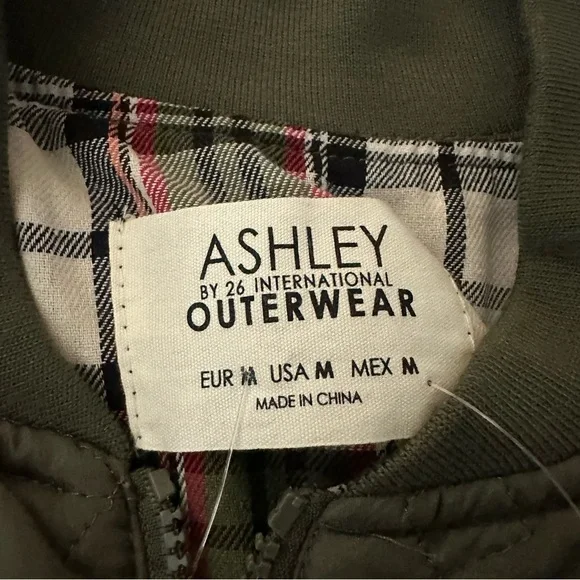 ASHLEY
BY 26 INTERNATIONAL
OUTERWEAR
EUR M USA M MEX M
MADE IN CHINA